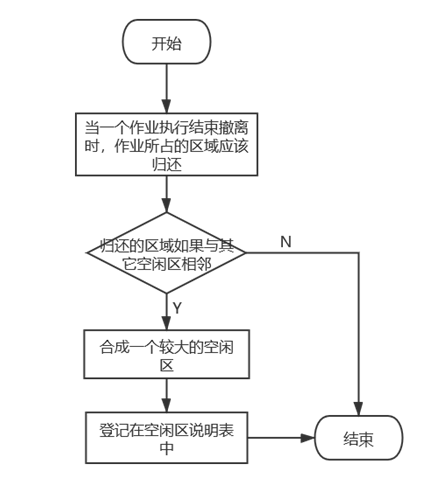 开始
当一个作业执行结束撤离
时，作业所占的区域应该
归还
归还的区域如果与其
它空闲区相邻
N
Y
合成一个较大的空闲
区
登记在空闲区说明表
中
结束